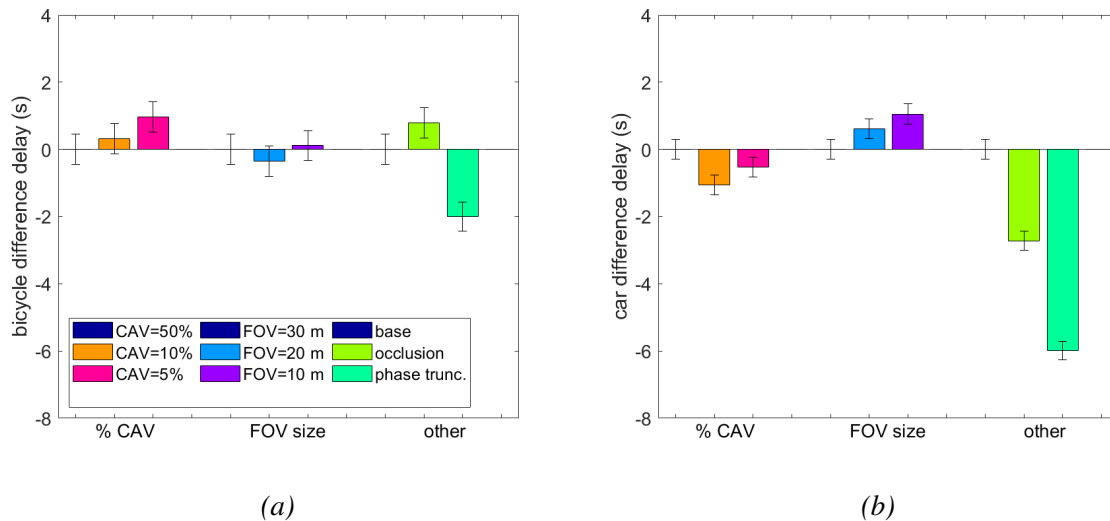 4
2
0
-2
-4
-6
-8
bicycle difference delay (s)
CAV=50% FOV=30 m base
CAV=10% FOV=20 m occlusion
CAV=5% FOV=10 m phase trunc.
% CAV FOV size other
(a)
4
2
0
-2
-4
-6
-8
car difference delay (s)
% CAV FOV size other
(b)